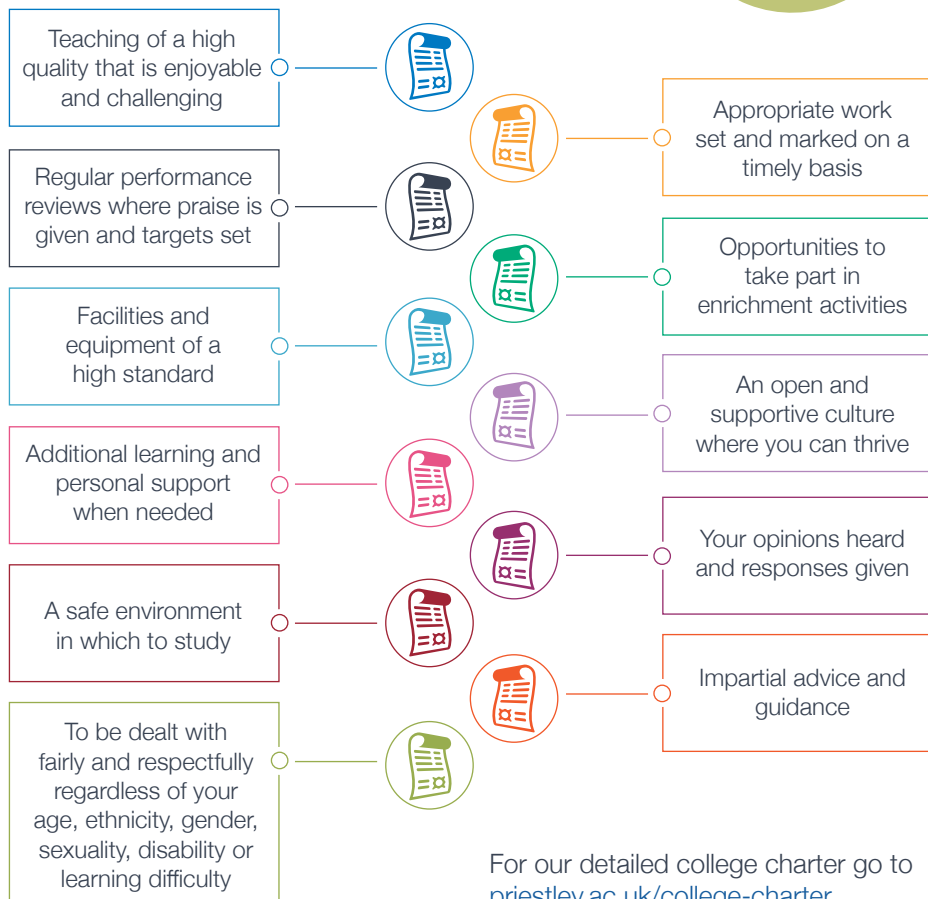 Teaching of a high
quality that is enjoyable
and challenging
Appropriate work
set and marked on a
timely basis
Regular performance
reviews where praise is
given and targets set
Opportunities to
take part in
enrichment activities
Facilities and
equipment of a
high standard
An open and
supportive culture
where you can thrive
Additional learning and
personal support
when needed
Your opinions heard
and responses given
A safe environment
in which to study
Impartial advice and
guidance
To be dealt with
fairly and respectfully
regardless of your
age, ethnicity, gender,
sexuality, disability or
learning difficulty
For our detailed college charter go to
priestley.ac.uk/college-charter